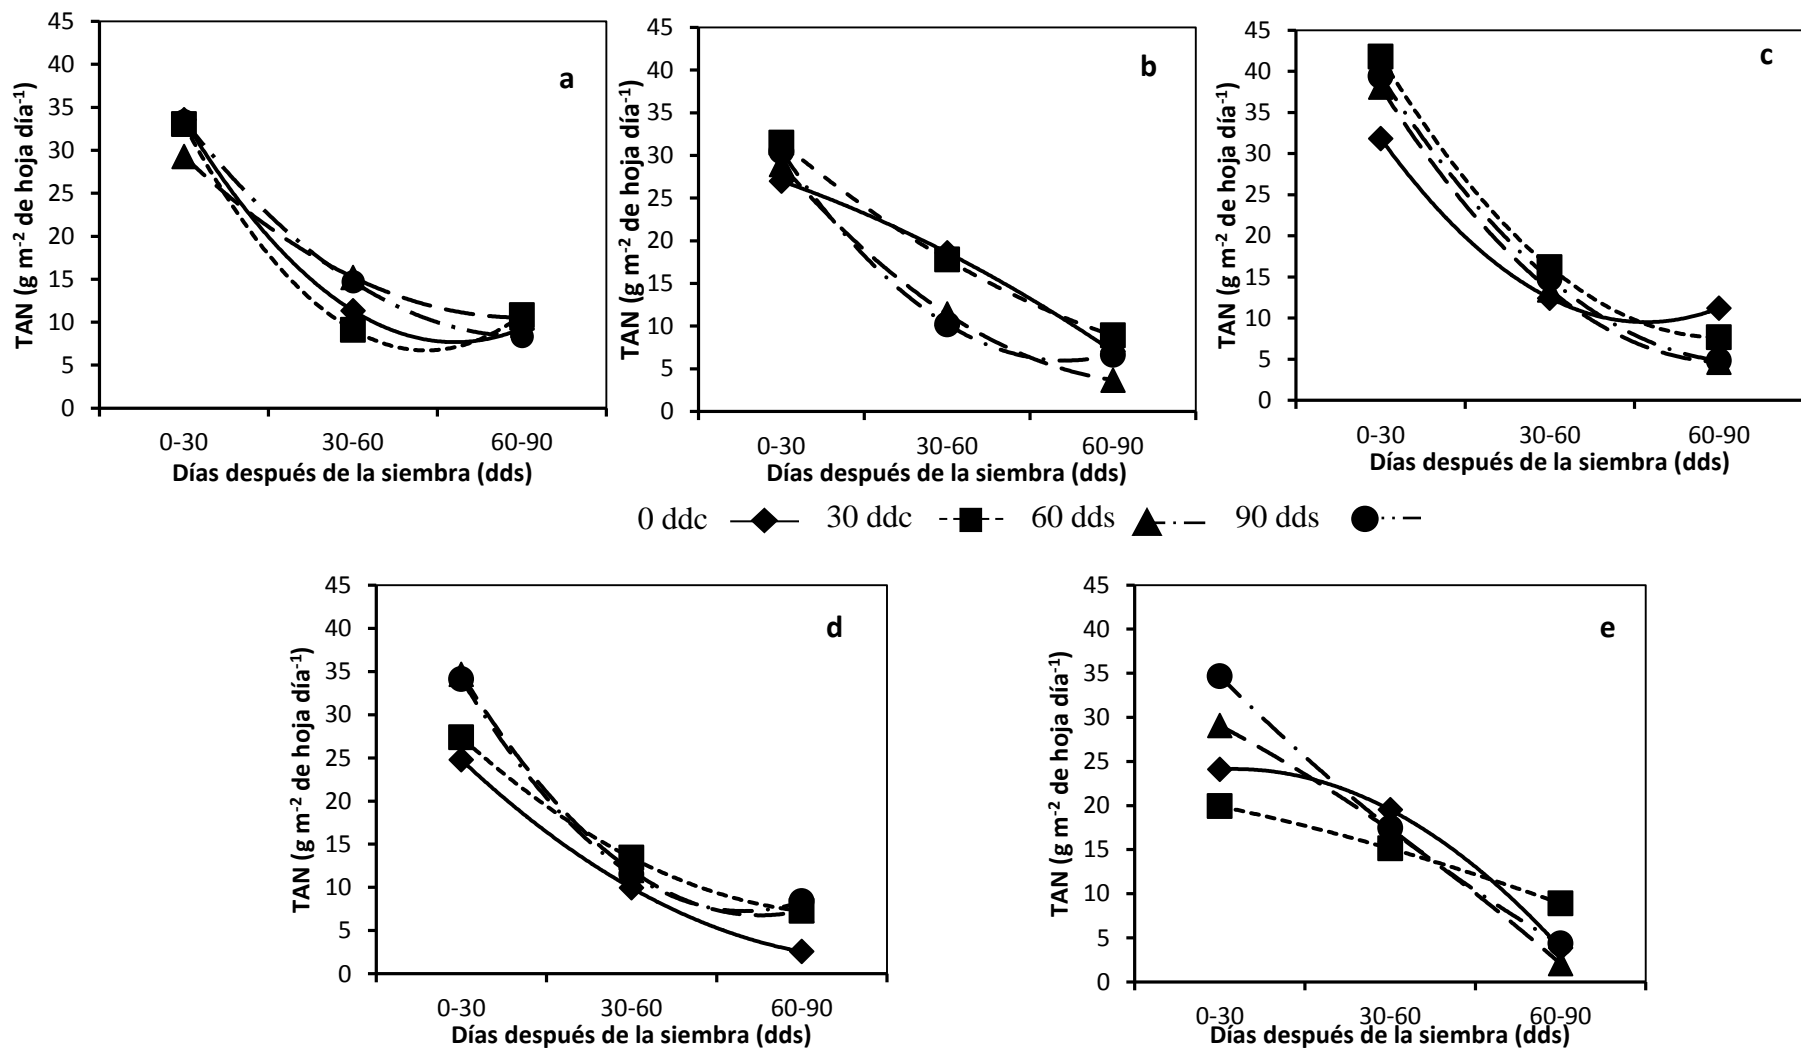 a
TAN (g m⁻² de hoja día⁻¹)
45
40
35
30
25
20
15
10
5
0
0-30 30-60 60-90
Días después de la siembra (dds)
b
TAN (g m⁻² de hoja día⁻¹)
45
40
35
30
25
20
15
10
5
0
0-30 30-60 60-90
Días después de la siembra (dds)
c
TAN (g m⁻² de hoja día⁻¹)
45
40
35
30
25
20
15
10
5
0
0-30 30-60 60-90
Días después de la siembra (dds)
0 ddc 30 ddc 60 dds 90 dds
d
TAN (g m⁻² de hoja día⁻¹)
45
40
35
30
25
20
15
10
5
0
0-30 30-60 60-90
Días después de la siembra (dds)
e
TAN (g m⁻² de hoja día⁻¹)
45
40
35
30
25
20
15
10
5
0
0-30 30-60 60-90
Días después de la siembra (dds)